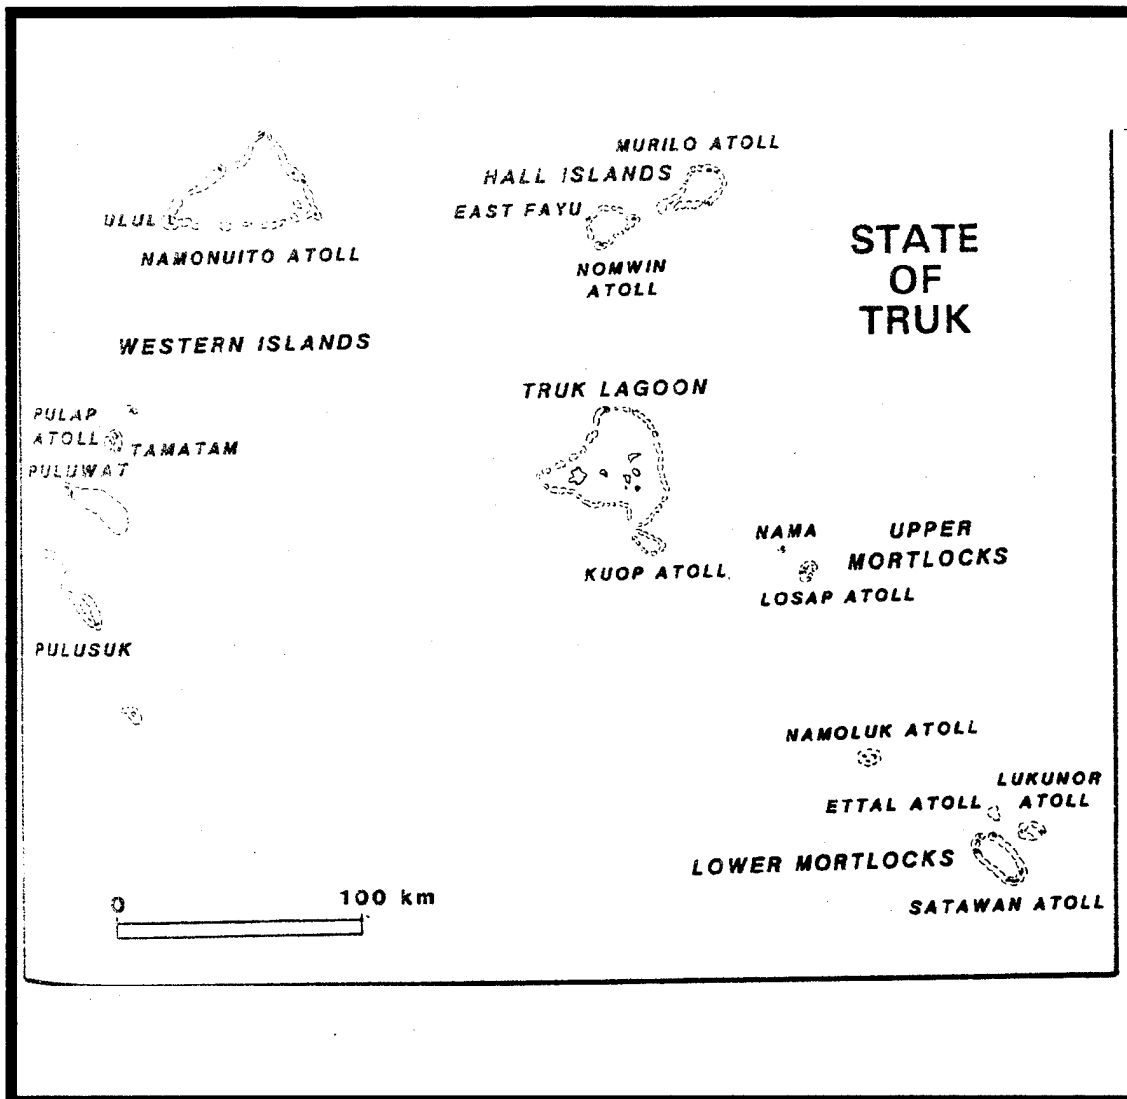 MURILO ATOLL
HALL ISLANDS
EAST FAYU
ULUL
NAMONUITO ATOLL
NOMWIN
ATOLL
STATE
OF
TRUK
WESTERN ISLANDS
TRUK LAGOON
PULAP
ATOLL
TAMATAM
PULUWAT
NAMA
UPPER
MORTLOCKS
KUOP ATOLL
LOSAP ATOLL
PULUSUK
NAMOLUK ATOLL
LUKUNOR
ATOLL
ETTAL ATOLL
LOWER MORTLOCKS
SATAWAN ATOLL
0
100 km